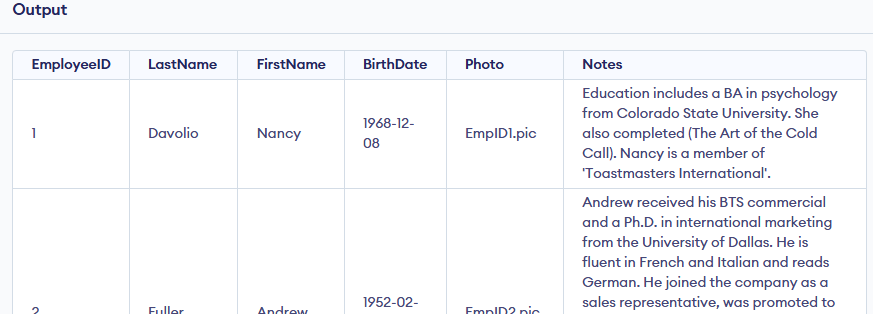 Output
EmployeeID LastName FirstName BirthDate Photo Notes
Education includes a BA in psychology
from Colorado State University. She
1968-12-
also completed (The Art of the Cold
1 Davolio Nancy EmpID1.pic
08
Call). Nancy is a member of
'Toastmasters International'.
Andrew received his BTS commercial
and a Ph.D. in international marketing
from the University of Dallas. He is
fluent in French and Italian and reads
German. He joined the company as a
1952-02-
sales representative, was promoted to
2 Fuller Andrew EmpID2.pic